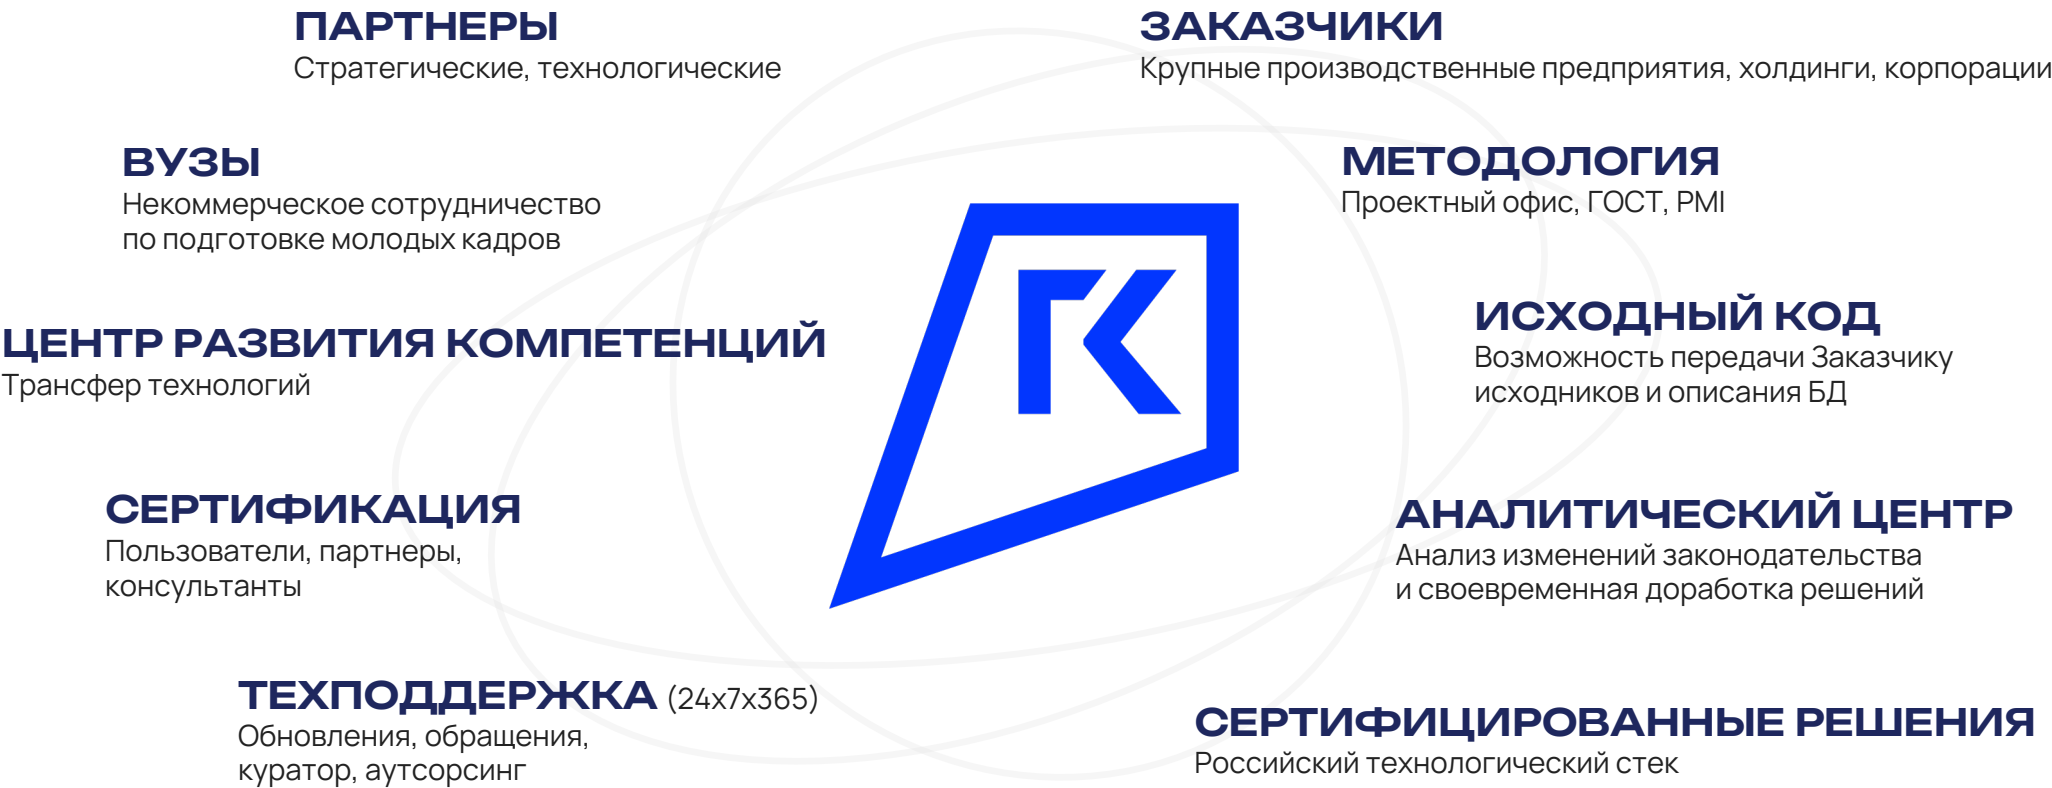 ПАРТНЕРЫ
Стратегические, технологические
ЗАКАЗЧИКИ
Крупные производственные предприятия, холдинги, корпорации
ВУЗЫ
Некоммерческое сотрудничество
по подготовке молодых кадров
МЕТОДОЛОГИЯ
Проектный офис, ГОСТ, PMI
ЦЕНТР РАЗВИТИЯ КОМПЕТЕНЦИЙ
Трансфер технологий
ГК
ИСХОДНЫЙ КОД
Возможность передачи Заказчику
исходников и описания БД
СЕРТИФИКАЦИЯ
Пользователи, партнеры,
консультанты
АНАЛИТИЧЕСКИЙ ЦЕНТР
Анализ изменений законодательства
и своевременная доработка решений
ТЕХПОДДЕРЖКА (24x7x365)
Обновления, обращения,
куратор, аутсорсинг
СЕРТИФИЦИРОВАННЫЕ РЕШЕНИЯ
Российский технологический стек